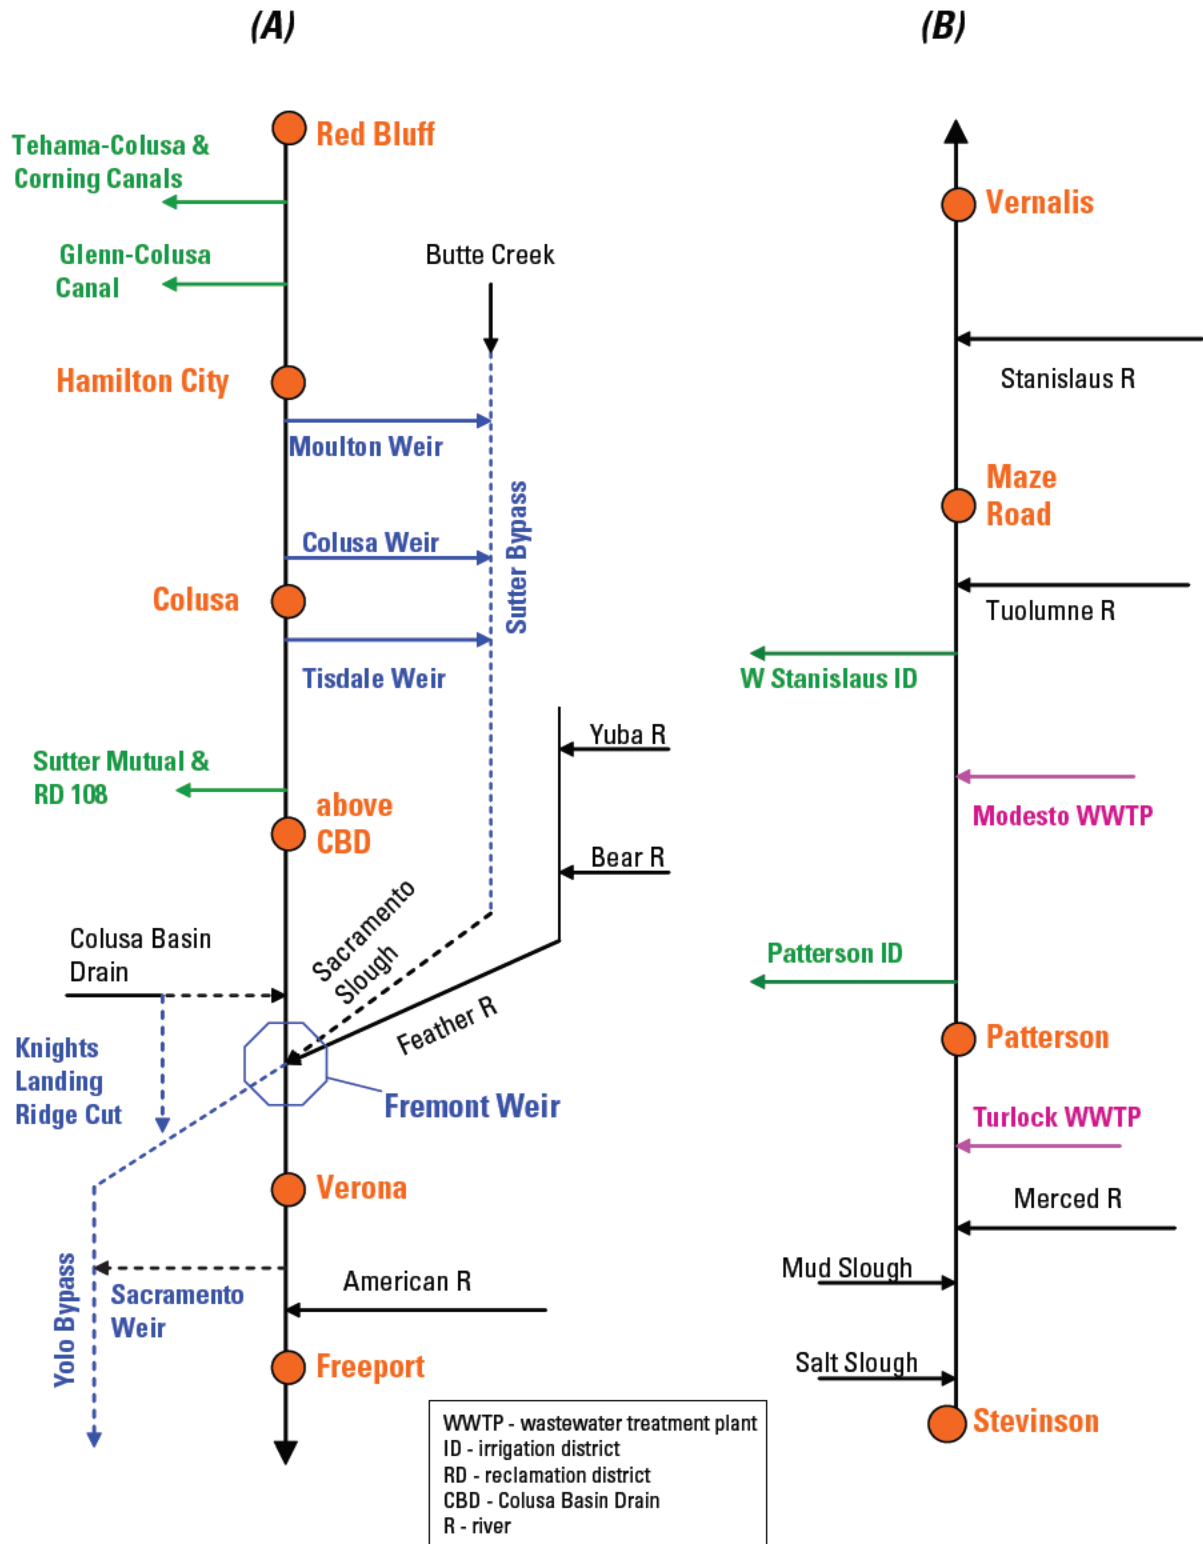 (A)
Red Bluff
Tehama-Colusa &
Corning Canals
Glenn-Colusa
Canal
Butte Creek
Hamilton City
Moulton Weir
Colusa Weir
Sutter Bypass
Colusa
Tisdale Weir
Yuba R
Sutter Mutual &
RD 108
above
CBD
Bear R
Sacramento
Slough
Colusa Basin
Drain
Feather R
Knights
Landing
Ridge Cut
Fremont Weir
Verona
American R
Sacramento
Weir
Yolo Bypass
Freeport
(B)
Vernalis
Stanislaus R
Maze
Road
Tuolumne R
W Stanislaus ID
Modesto WWTP
Patterson ID
Patterson
Turlock WWTP
Merced R
Mud Slough
Salt Slough
Stevinson
WWTP - wastewater treatment plant
ID - irrigation district
RD - reclamation district
CBD - Colusa Basin Drain
R - river